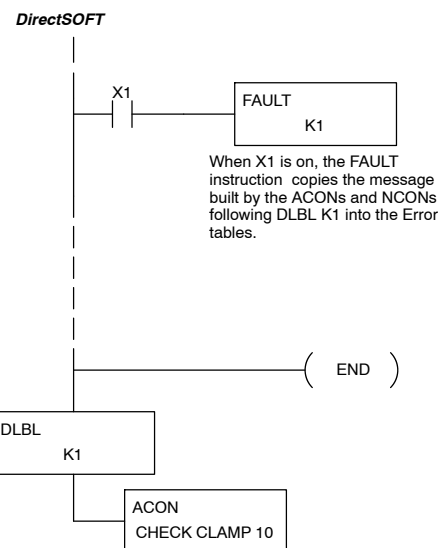 DirectSOFT
X1
FAULT
K1
When X1 is on, the FAULT
instruction copies the message
built by the ACONs and NCONs
following DLBL K1 into the Error
tables.
END
DLBL
K1
ACON
CHECK CLAMP 10